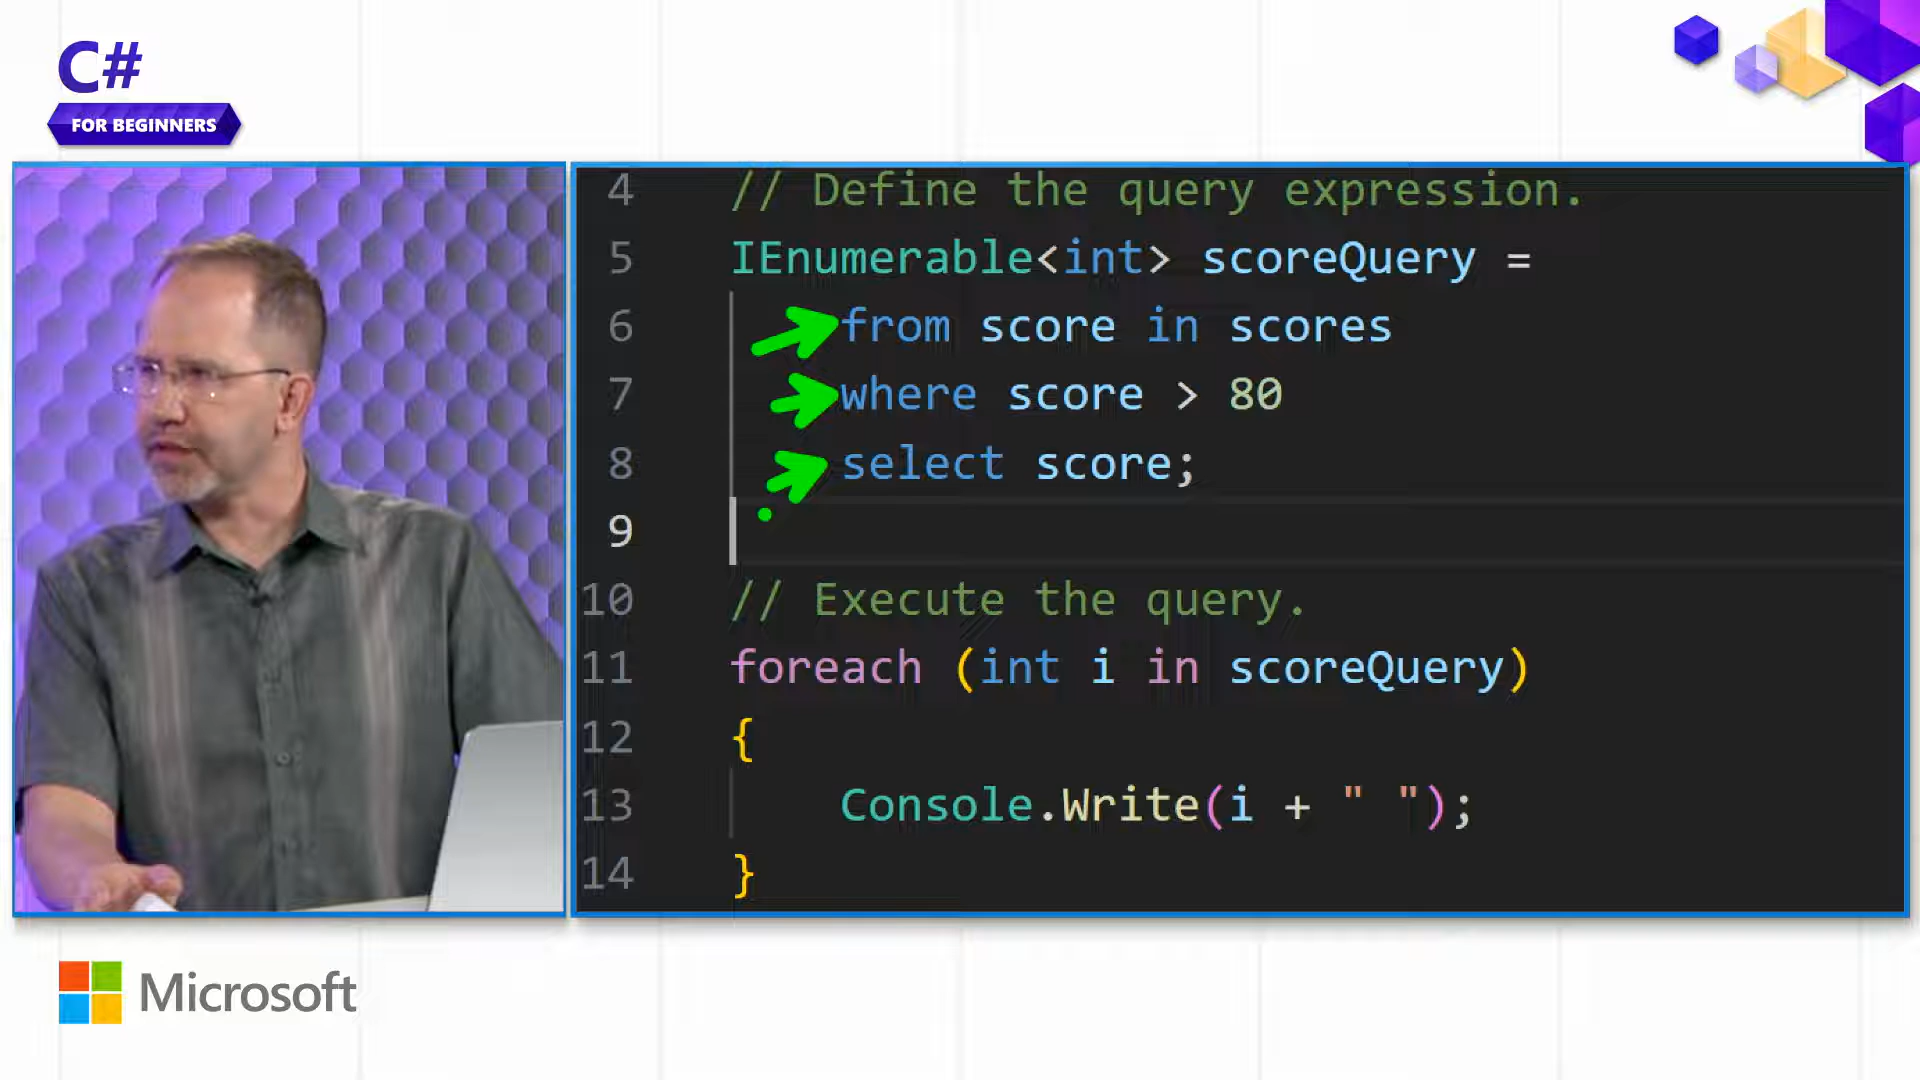 C#
FOR BEGINNERS
4 // Define the query expression.
5 IEnumerable<int> scoreQuery =
6 from score in scores
7 where score > 80
8 select score;
9
10 // Execute the query.
11 foreach (int i in scoreQuery)
12 {
13 Console.Write(i + " ");
14 }
Microsoft